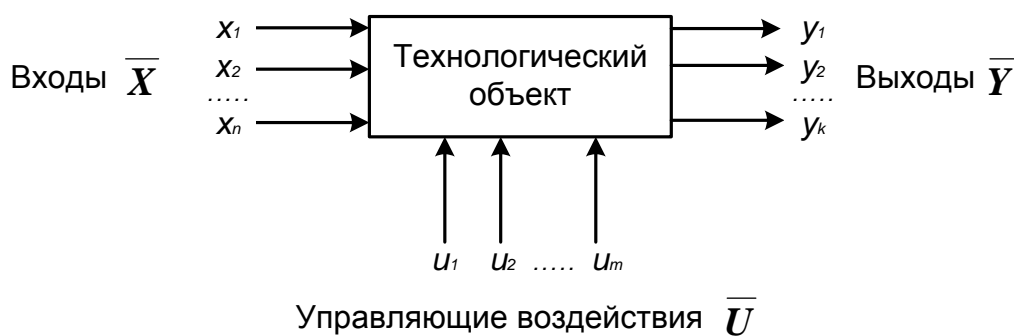 x₁ Технологический y₁
Входы X̅ x₂ объект y₂ Выходы Y̅
..... .....
xₙ yₖ
u₁ u₂ ..... uₘ
Управляющие воздействия U̅